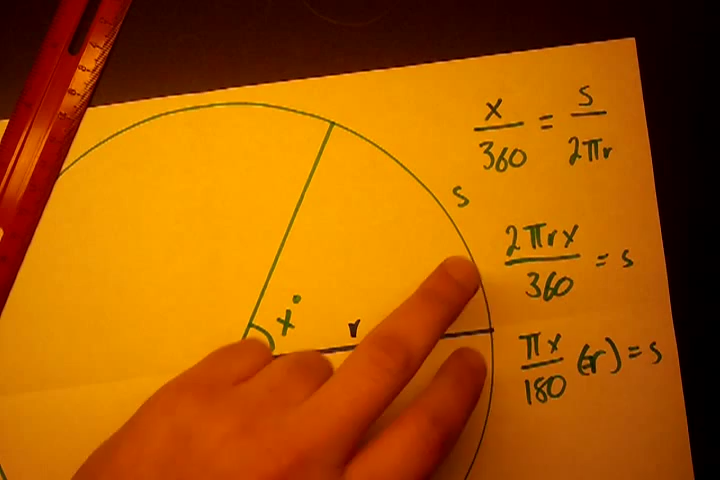 x/360 = s/2πr
s
2πrx/360 = s
x°
r
πx/180 (r) = s